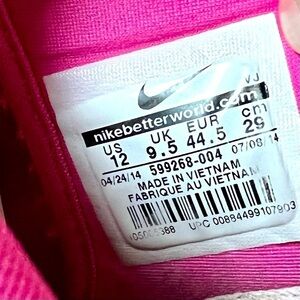 nikebetterworld.com
US UK EUR cm
12 9.5 44.5 29
04/24/14 599268-004 07/08/14
MADE IN VIETNAM
FABRIQUE AU VIETNAM
UPC 00884499107903